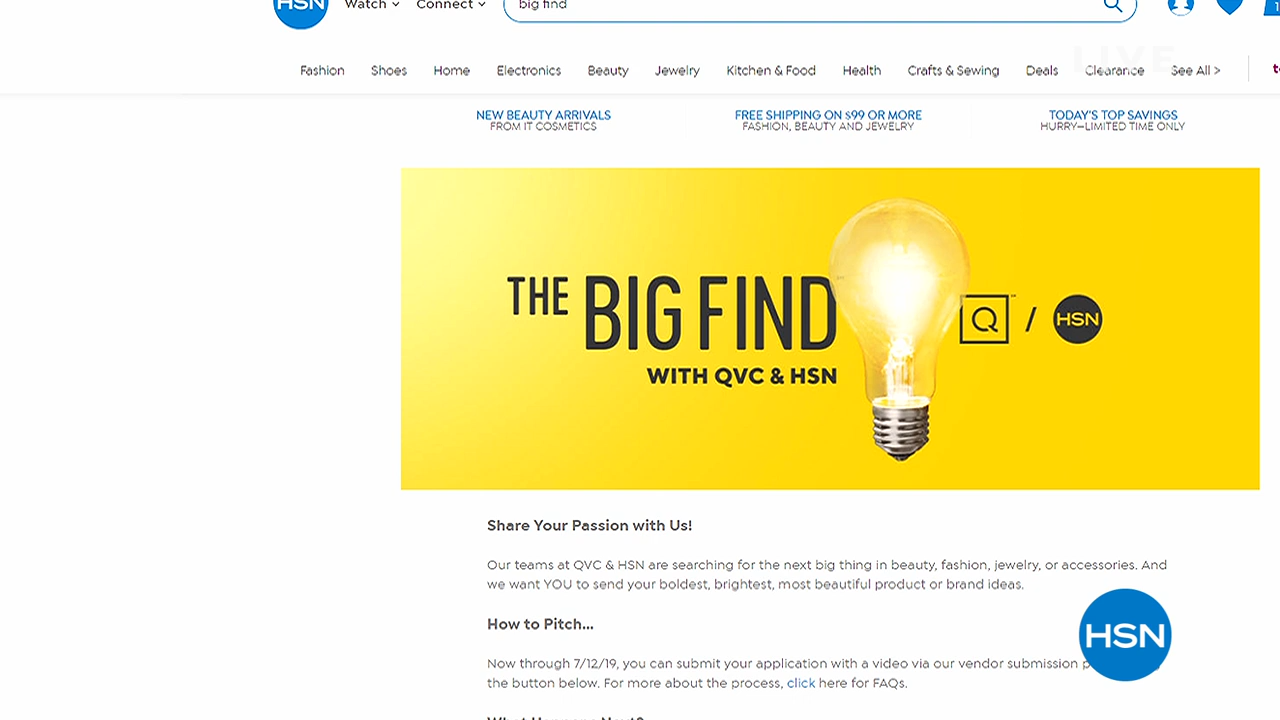 HSN
Watch
Connect
big find
LIVE
Fashion
Shoes
Home
Electronics
Beauty
Jewelry
Kitchen & Food
Health
Crafts & Sewing
Deals
Clearance
See All >
NEW BEAUTY ARRIVALS
FROM IT COSMETICS
FREE SHIPPING ON $99 OR MORE
FASHION, BEAUTY AND JEWELRY
TODAY'S TOP SAVINGS
HURRY—LIMITED TIME ONLY
THE BIG FIND
WITH QVC & HSN
Q / HSN
Share Your Passion with Us!
Our teams at QVC & HSN are searching for the next big thing in beauty, fashion, jewelry, or accessories. And
we want YOU to send your boldest, brightest, most beautiful product or brand ideas.
How to Pitch...
Now through 7/12/19, you can submit your application with a video via our vendor submission
the button below. For more about the process, click here for FAQs.
HSN